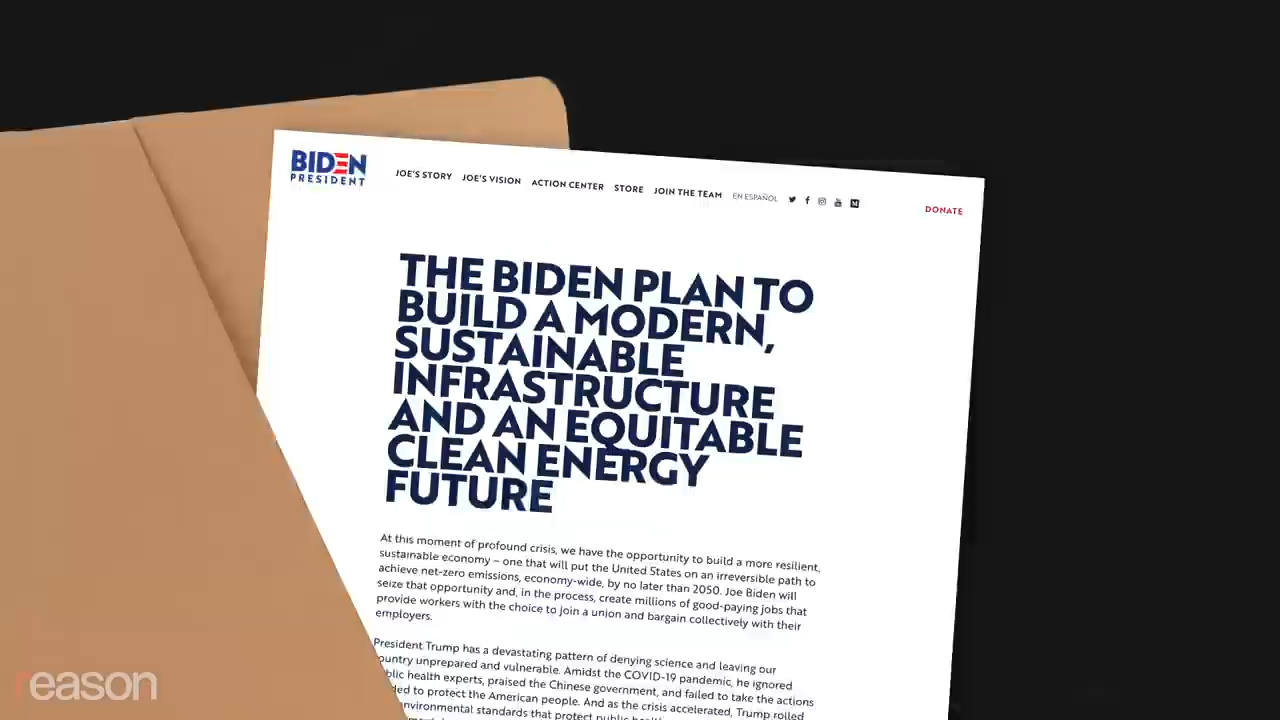 BIDEN
PRESIDENT
JOE'S STORY JOE'S VISION ACTION CENTER STORE JOIN THE TEAM EN ESPAÑOL DONATE
THE BIDEN PLAN TO
BUILD A MODERN,
SUSTAINABLE
INFRASTRUCTURE
AND AN EQUITABLE
CLEAN ENERGY
FUTURE
At this moment of profound crisis, we have the opportunity to build a more resilient,
sustainable economy – one that will put the United States on an irreversible path to
achieve net-zero emissions, economy-wide, by no later than 2050. Joe Biden will
seize that opportunity and, in the process, create millions of good-paying jobs that
provide workers with the choice to join a union and bargain collectively with their
employers.
President Trump has a devastating pattern of denying science and leaving our
country unprepared and vulnerable. Amidst the COVID-19 pandemic, he ignored
public health experts, praised the Chinese government, and failed to take the actions
to protect the American people. And as the crisis accelerated, Trump rolled
environmental standards that protect public
reason